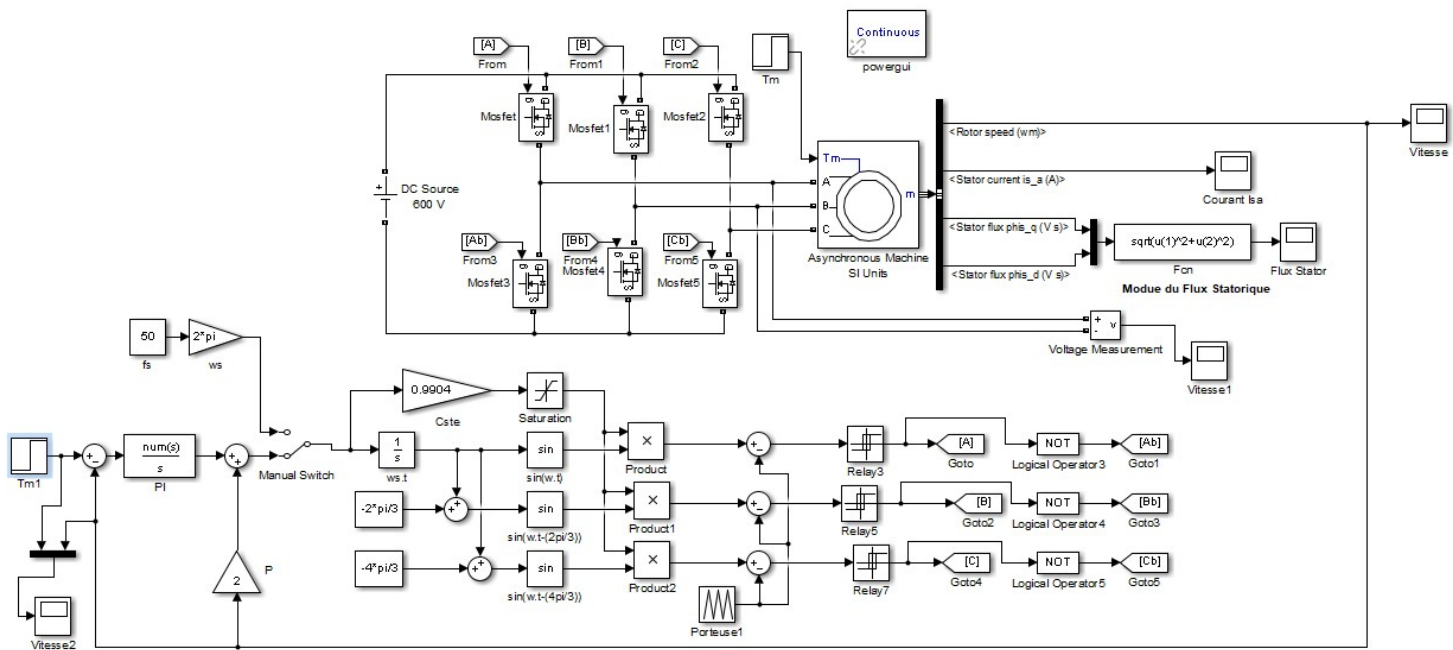 [A]
From
[B]
From1
[C]
From2
Tm
Continuous
powergui
g
D
S
Mosfet
g
D
S
Mosfet1
g
D
S
Mosfet2
+
DC Source
600 V
Tm
A
B
C
m
Asynchronous Machine
SI Units
<Rotor speed (wm)>
Vitesse
<Stator current is_a (A)>
Courant Isa
<Stator flux phis_q (V s)>
<Stator flux phis_d (V s)>
sqrt(u(1)^2+u(2)^2)
Fcn
Flux Stator
Modue du Flux Statorique
[Ab]
From3
g
D
S
Mosfet3
[Bb]
From4
g
D
S
Mosfet4
[Cb]
From5
g
D
S
Mosfet5
+
-
v
Voltage Measurement
Vitesse1
50
fs
2*pi
ws
0.9904
Cste
Saturation
Tm1
+
-
num(s)
s
PI
+
+
Manual Switch
1
s
ws.t
sin
sin(w.t)
×
Product
+
-
Relay3
[A]
Goto
NOT
Logical Operator3
[Ab]
Goto1
-2*pi/3
+
+
sin
sin(w.t-(2pi/3))
×
Product1
+
-
Relay5
[B]
Goto2
NOT
Logical Operator4
[Bb]
Goto3
-4*pi/3
+
+
sin
sin(w.t-(4pi/3))
×
Product2
+
-
Relay7
[C]
Goto4
NOT
Logical Operator5
[Cb]
Goto5
2
P
Porteuse1
Vitesse2